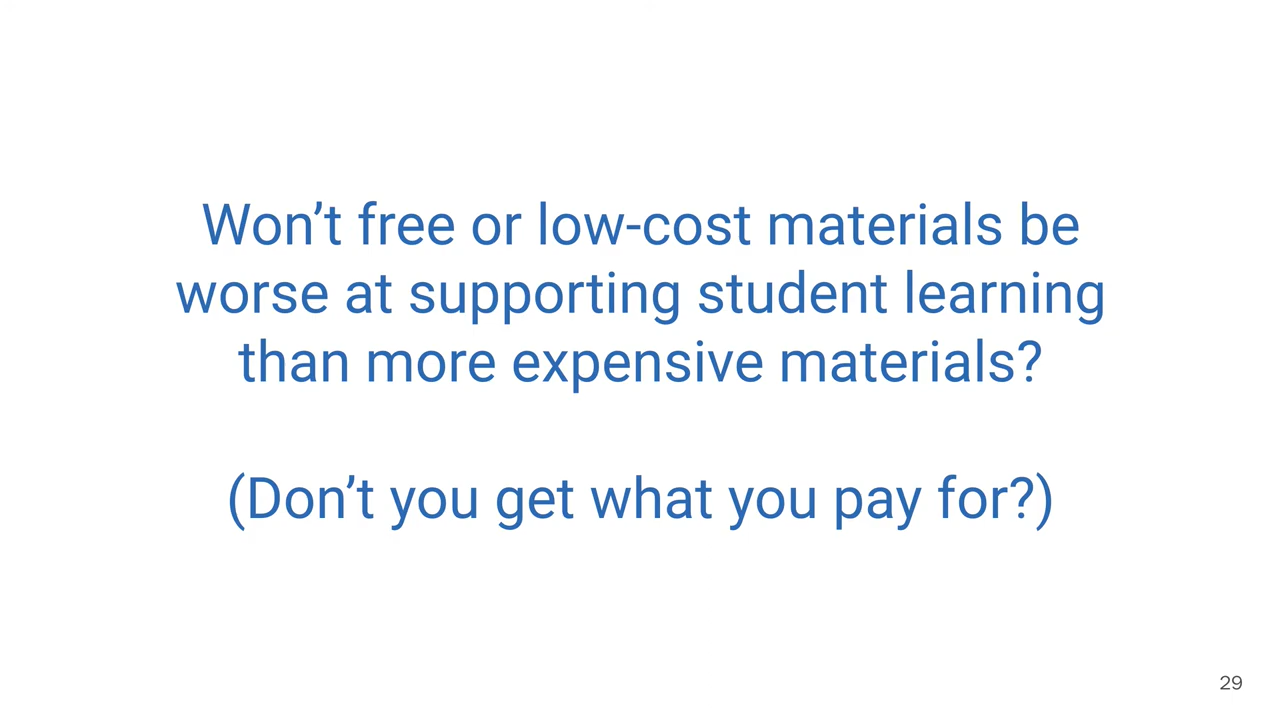 Won’t free or low-cost materials be
worse at supporting student learning
than more expensive materials?
(Don’t you get what you pay for?)
29